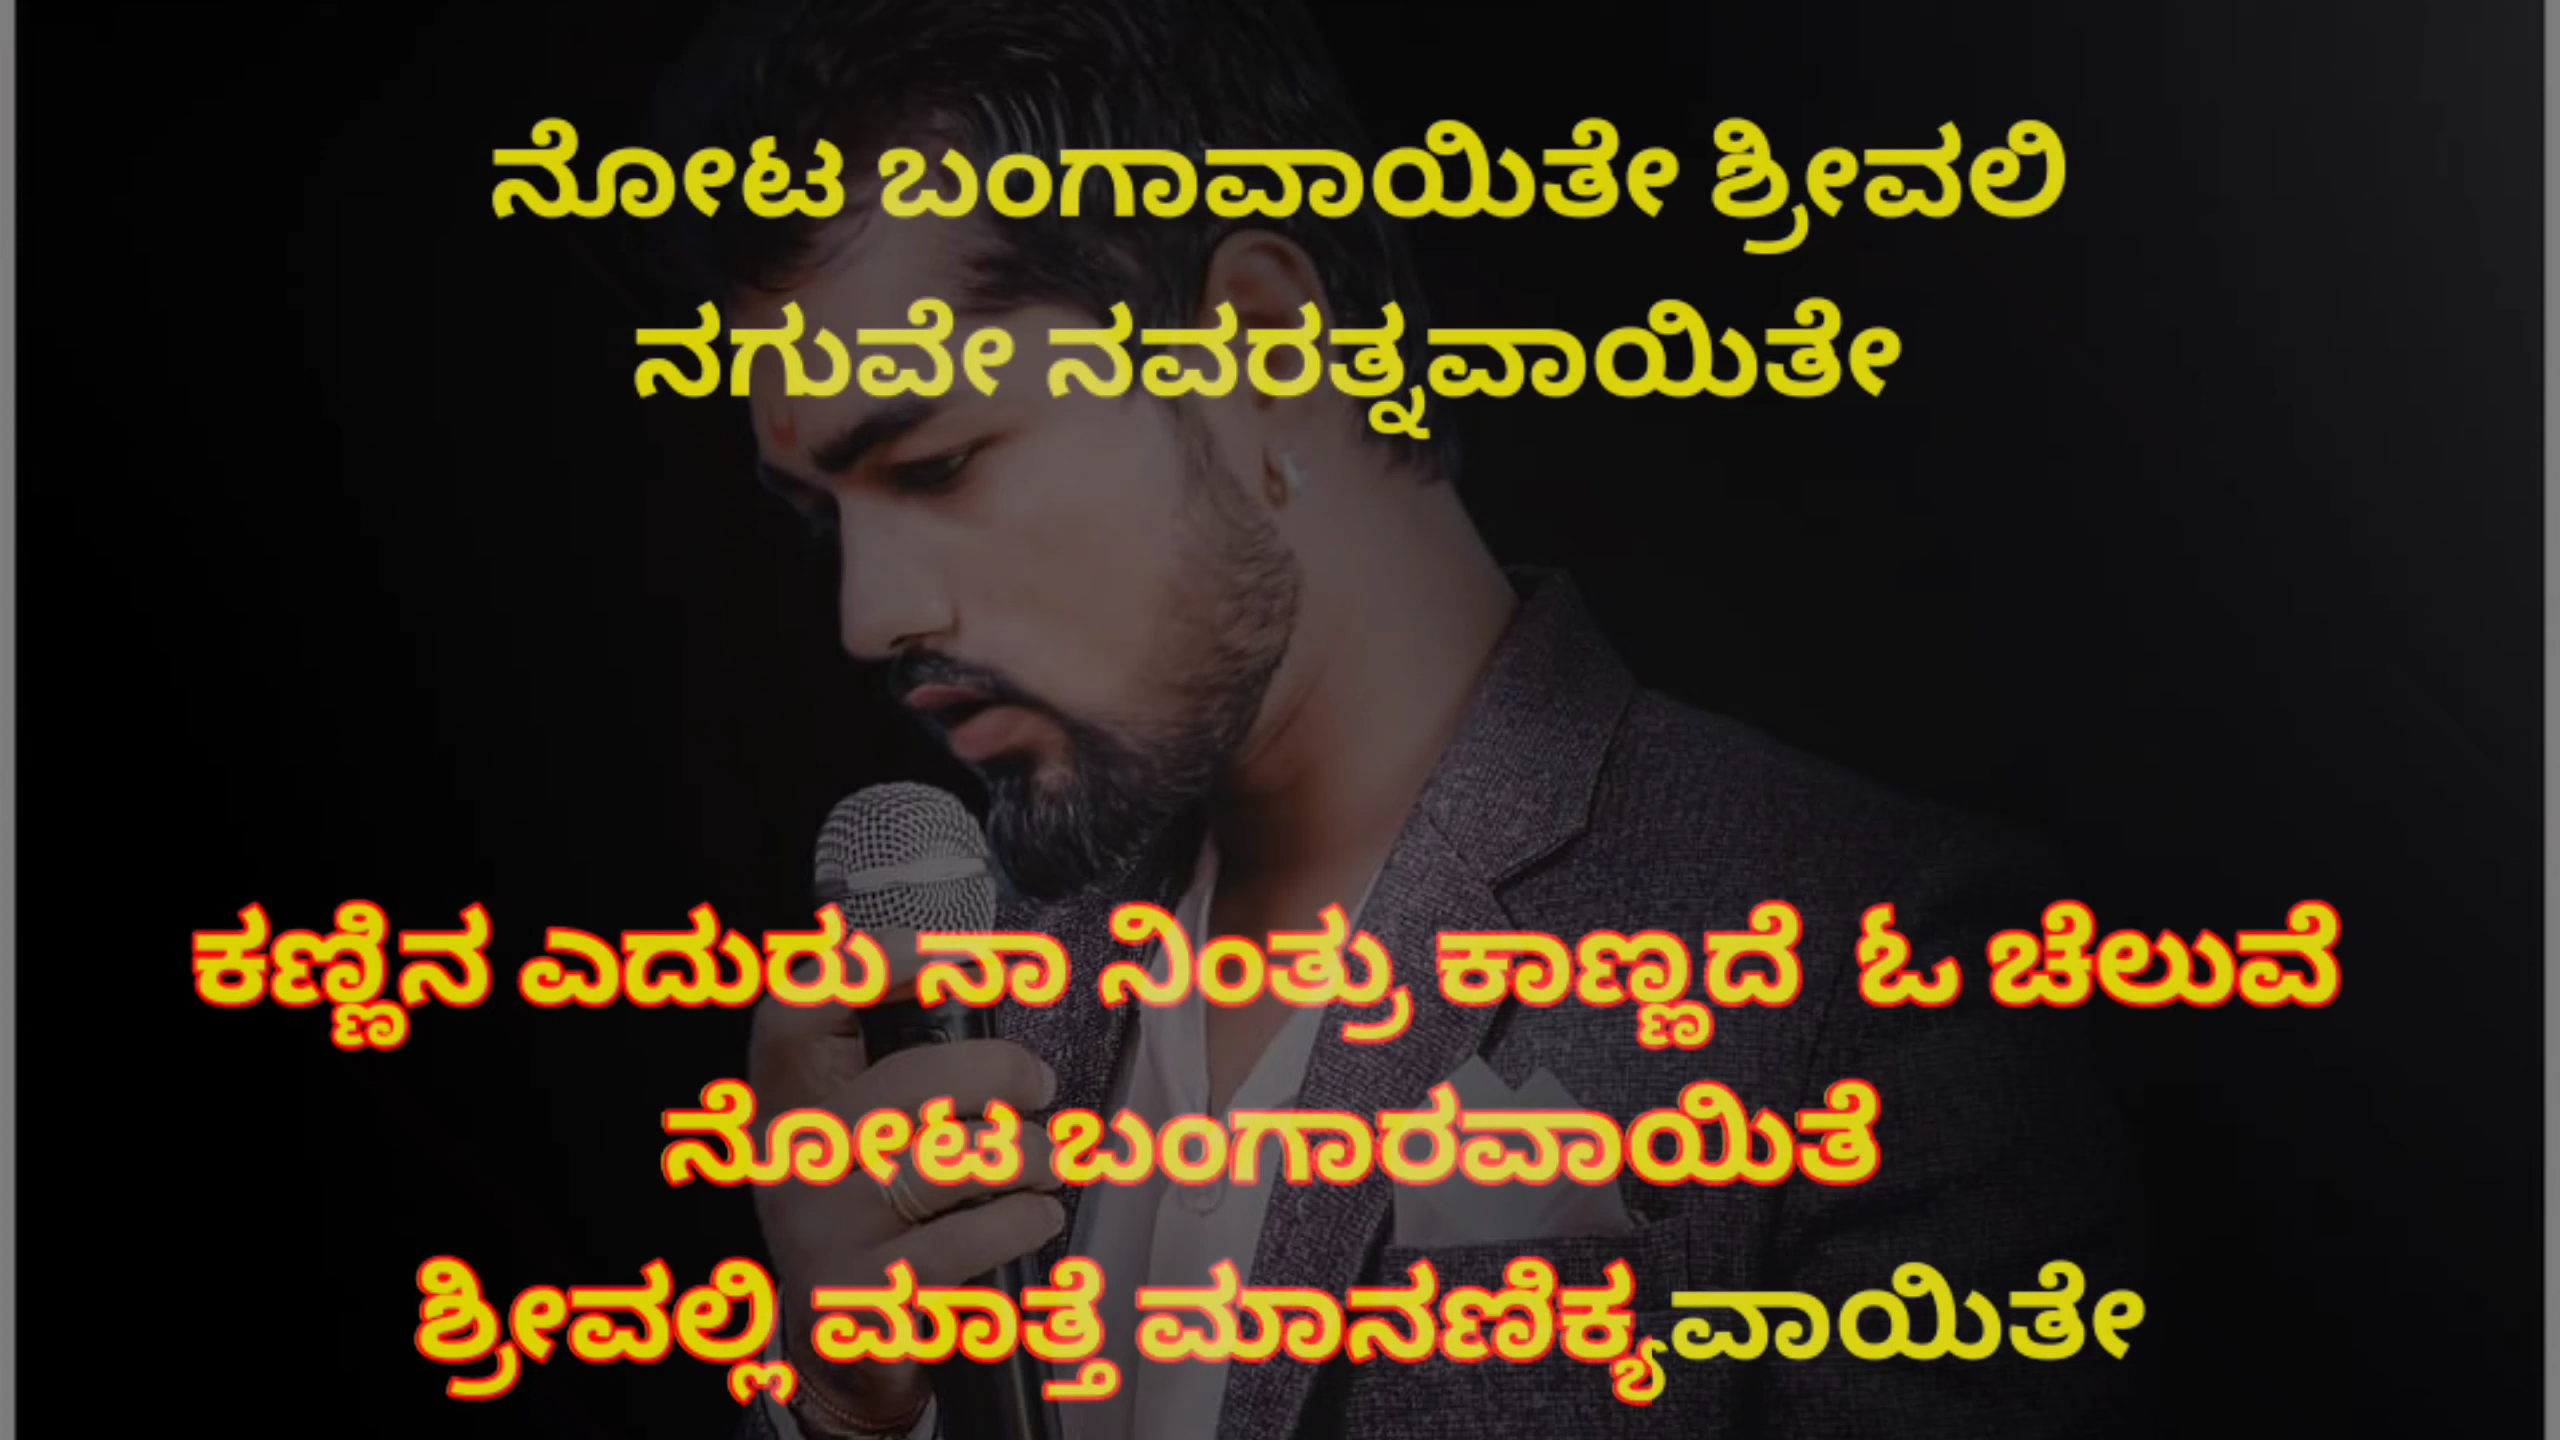 ನೋಟ ಬಂಗಾವಾಯಿತೇ ಶ್ರೀವಲಿ
ನಗುವೇ ನವರತ್ನವಾಯಿತೇ
ಕಣ್ಣಿನ ಎದುರು ನಾ ನಿಂತ್ರು ಕಾಣ್ಣದೆ ಓ ಚೆಲುವೆ
ನೋಟ ಬಂಗಾರವಾಯಿತೆ
ಶ್ರೀವಲ್ಲಿ ಮಾತ್ತೆ ಮಾನಣಿಕ್ಯವಾಯಿತೇ